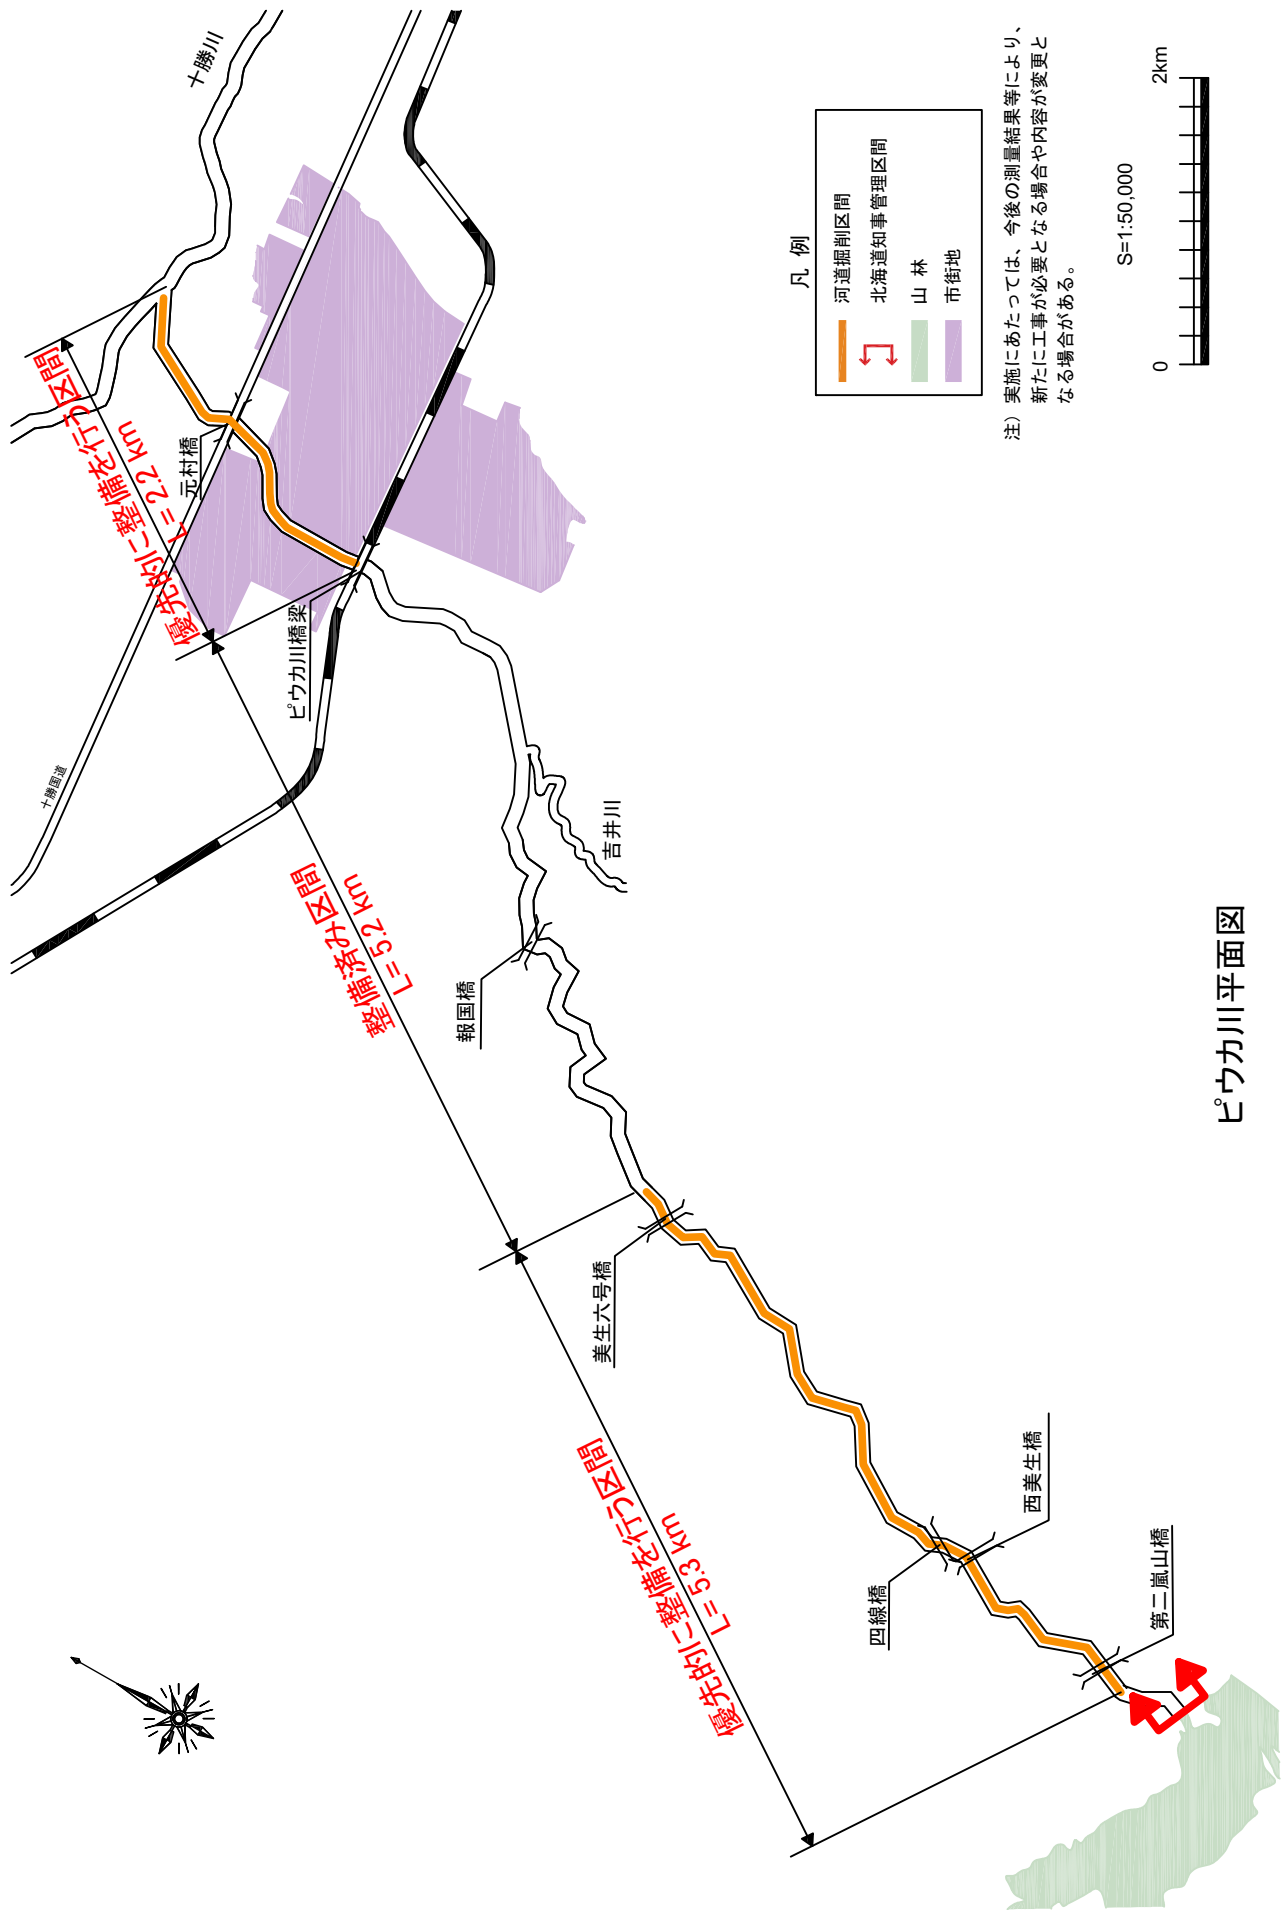 ピウカ川平面図
十勝川
十勝国道
優先的に整備を行う区間
L= 2.2 km
元村橋
ピウカ川橋梁
整備済み区間
L= 5.2 km
吉井川
報国橋
美生六号橋
優先的に整備を行う区間
L= 5.3 km
四線橋
西美生橋
第二嵐山橋
凡 例
河道掘削区間
北海道知事管理区間
山 林
市街地
注）実施にあたっては、今後の測量結果等により、
新たに工事が必要となる場合や内容が変更と
なる場合がある。
S=1:50,000
0
2km